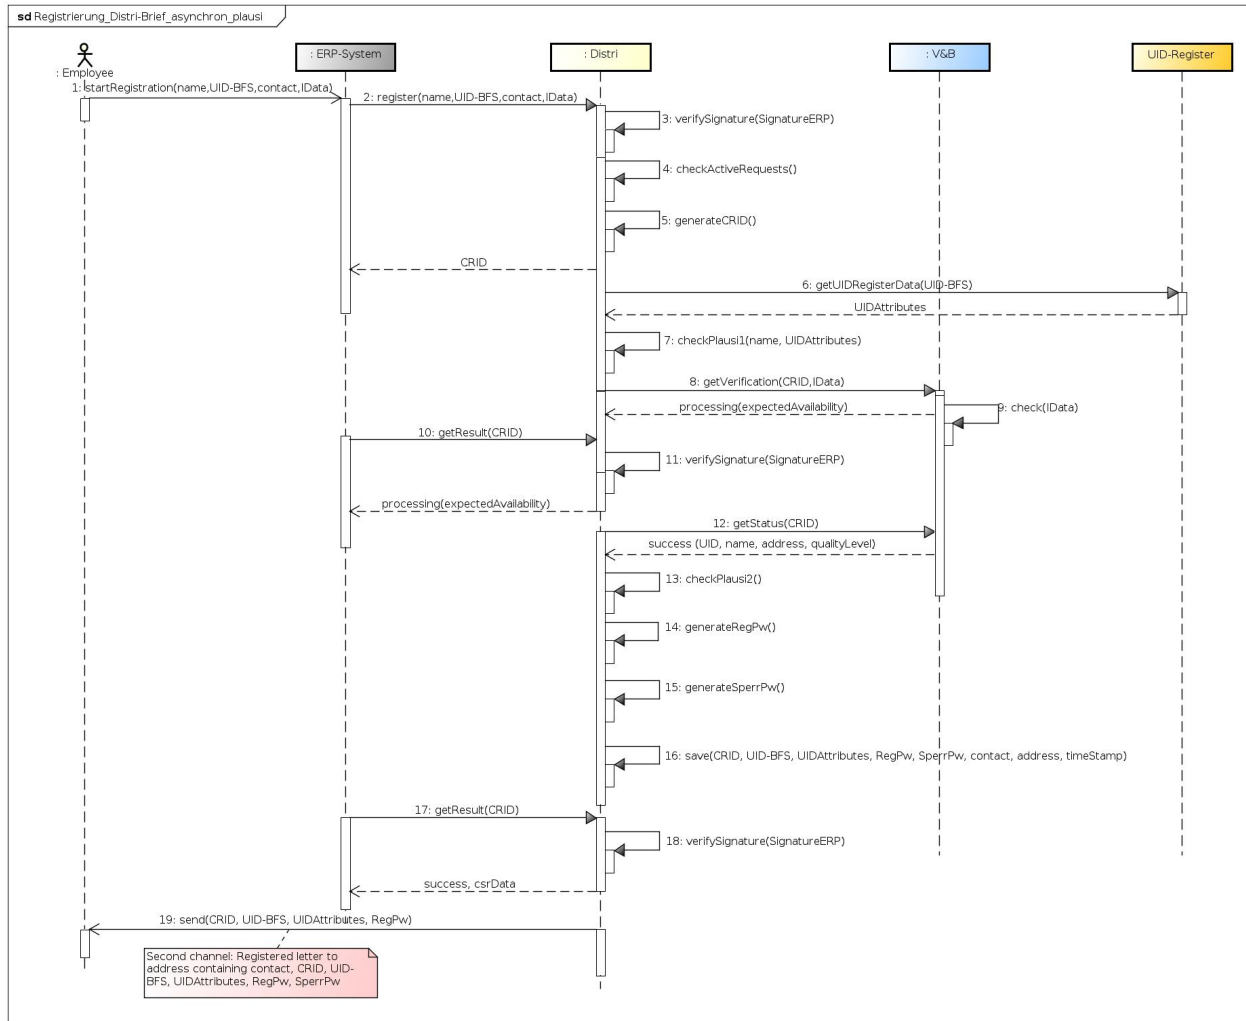 sd Registrierung_Distri-Brief_asynchron_plausi
: Employee
: ERP-System
: Distri
: V&B
UID-Register
1: startRegistration(name,UID-BFS,contact,IData)
2: register(name,UID-BFS,contact,IData)
3: verifySignature(SignatureERP)
4: checkActiveRequests()
5: generateCRID()
CRID
6: getUIDRegisterData(UID-BFS)
UIDAttributes
7: checkPlausi1(name, UIDAttributes)
8: getVerification(CRID,IData)
processing(expectedAvailability)
9: check(IData)
10: getResult(CRID)
11: verifySignature(SignatureERP)
processing(expectedAvailability)
12: getStatus(CRID)
success (UID, name, address, qualityLevel)
13: checkPlausi2()
14: generateRegPw()
15: generateSperrPw()
16: save(CRID, UID-BFS, UIDAttributes, RegPw, SperrPw, contact, address, timeStamp)
17: getResult(CRID)
18: verifySignature(SignatureERP)
success, csrData
19: send(CRID, UID-BFS, UIDAttributes, RegPw)
Second channel: Registered letter to
address containing contact, CRID, UID-
BFS, UIDAttributes, RegPw, SperrPw